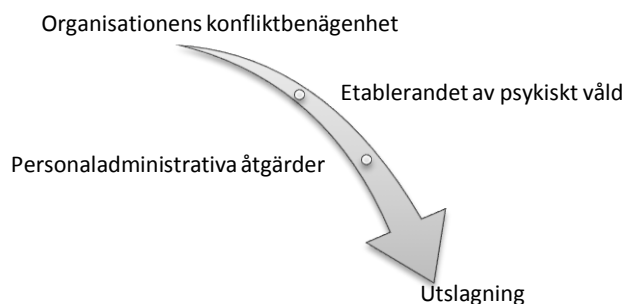 Organisationens konfliktbenägenhet
Etablerandet av psykiskt våld
Personaladministrativa åtgärder
Utslagning